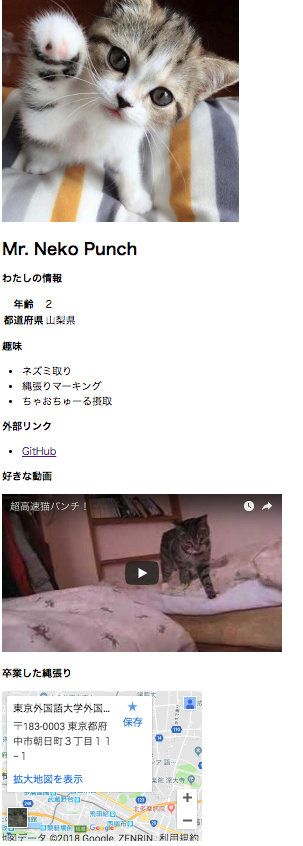 Mr. Neko Punch
わたしの情報
年齢 2
都道府県 山梨県
趣味
ネズミ取り
縄張りマーキング
ちゃおちゅーる摂取
外部リンク
GitHub
好きな動画
超高速猫パンチ！
卒業した縄張り
東京外国語大学外国...
保存
〒183-0003 東京都府
中市朝日町３丁目１１
−１
拡大地図を表示
飛田給
Google
地図データ ©2018 Google, ZENRIN 利用規約